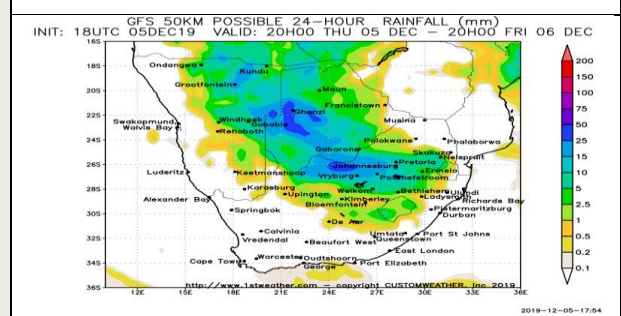 GFS 50KM POSSIBLE 24-HOUR RAINFALL (mm)
INIT: 18UTC 05DEC19 VALID: 20H00 THU 05 DEC - 20H00 FRI 06 DEC
16S
200
Ondangwa
Rundu
18S
150
Grootfontein
Maun
20S
100
Francistown
75
Ghanzi
22S
Swakopmund
Windhoek
Gobabis
Musina
50
Walvis Bay
Rehoboth
24S
25
Polokwane
Phalaborwa
Gaborone
Skukuza
20
26S
Johannesburg
Pretoria
Nelspruit
15
Luderitz
Keetmanshoop
Vryburg
Potchefstroom
Ermelo
10
28S
Karasburg
Upington
Welkom
Bethlehem
Ulundi
5
Alexander Bay
Kimberley
Ladysmith
Richards Bay
Bloemfontein
2.5
30S
Springbok
Pietermaritzburg
De Aar
Durban
1
Calvinia
Umtata
Port St Johns
0.5
32S
Vredendal
Beaufort West
Queenstown
0.2
East London
34S
Cape Town
Worcester
Oudtshoorn
0.1
George
Port Elizabeth
http://www.1stweather.com - copyright CUSTOMWEATHER, Inc 2019
36S
12E 15E 18E 21E 24E 27E 30E 33E 36E
2019-12-05-17:54